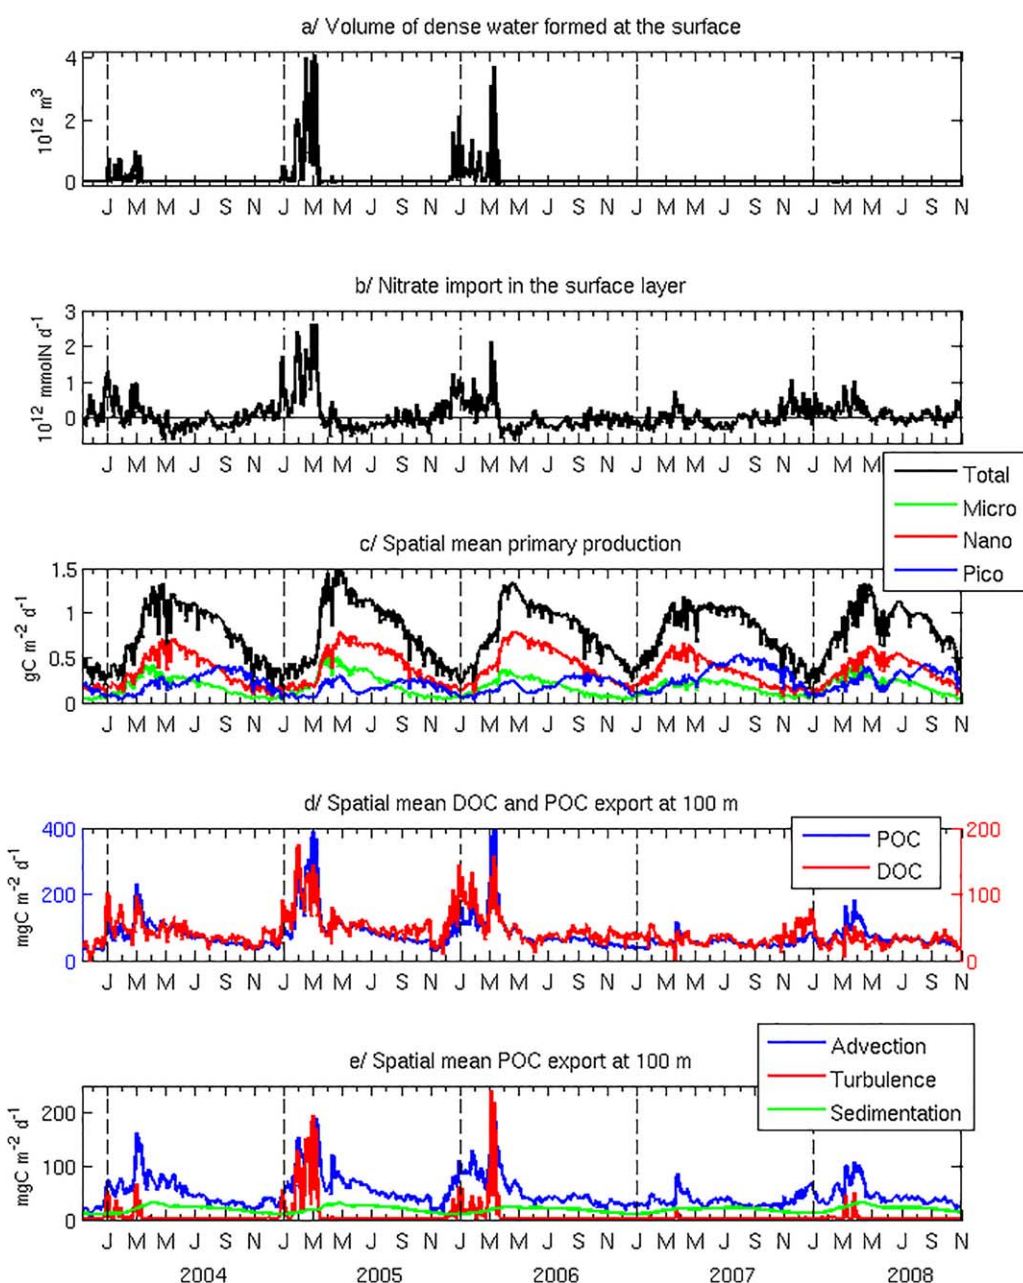 a/ Volume of dense water formed at the surface
10^12 m^3
4
2
0
J M M J S N J M M J S N J M M J S N J M M J S N J M M J S N
b/ Nitrate import in the surface layer
10^12 mmolN d^-1
3
2
1
0
J M M J S N J M M J S N J M M J S N J M M J S N J M M
Total
Micro
Nano
Pico
c/ Spatial mean primary production
gC m^-2 d^-1
1.5
1
0.5
0
J M M J S N J M M J S N J M M J S N J M M J S N J M M J S N
d/ Spatial mean DOC and POC export at 100 m
mgC m^-2 d^-1
400
200
0
POC
DOC
200
100
0
J M M J S N J M M J S N J M M J S N J M M J S N J M M J S N
e/ Spatial mean POC export at 100 m
Advection
Turbulence
Sedimentation
mgC m^-2 d^-1
200
100
0
J M M J S N J M M J S N J M M J S N J M M J S N J M M J S N
2004 2005 2006 2007 2008